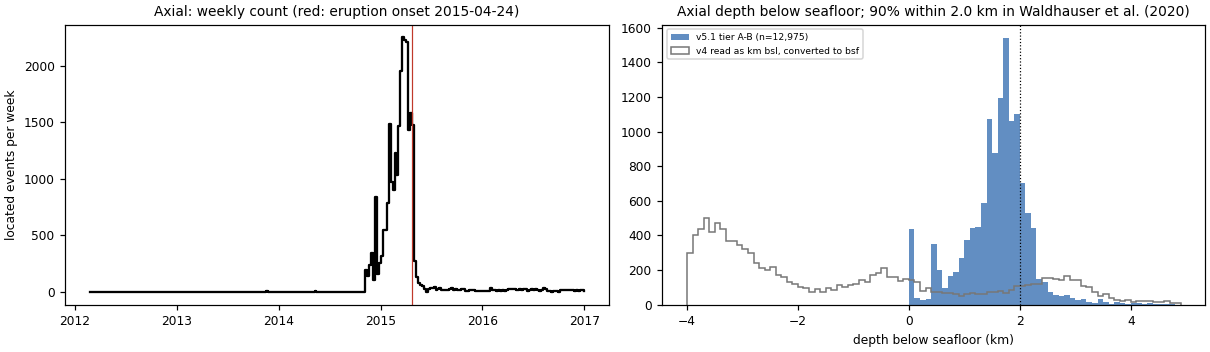 Axial: weekly count (red: eruption onset 2015-04-24)
located events per week
2000
1500
1000
500
0
2012 2013 2014 2015 2016 2017
Axial depth below seafloor; 90% within 2.0 km in Waldhauser et al. (2020)
v5.1 tier A-B (n=12,975)
v4 read as km bsl, converted to bsf
1600
1400
1200
1000
800
600
400
200
0
−4 −2 0 2 4
depth below seafloor (km)